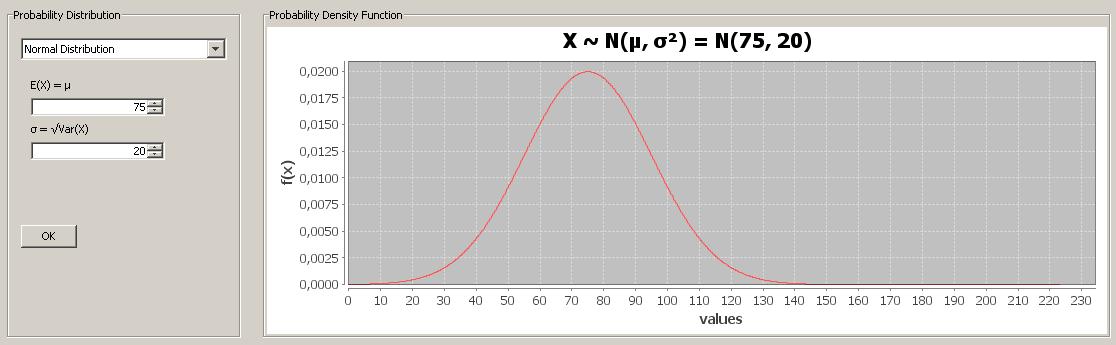 Probability Distribution
Normal Distribution
E(X) = μ
75
σ = √Var(X)
20
OK
Probability Density Function
X ~ N(μ, σ²) = N(75, 20)
0,0200
0,0175
0,0150
0,0125
0,0100
0,0075
0,0050
0,0025
0,0000
f(x)
0 10 20 30 40 50 60 70 80 90 100 110 120 130 140 150 160 170 180 190 200 210 220 230
values